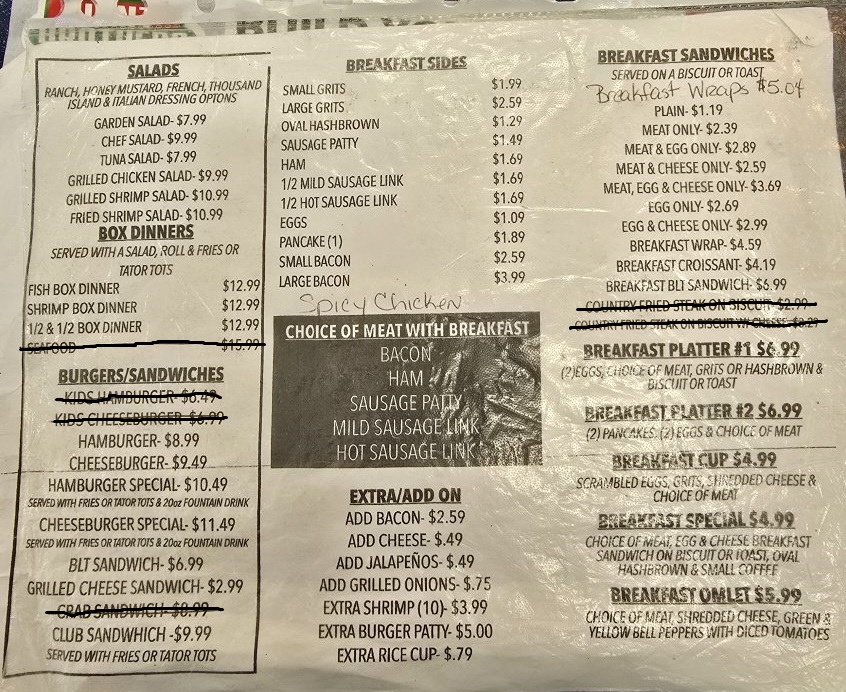 SALADS
RANCH, HONEY MUSTARD, FRENCH, THOUSAND
ISLAND & ITALIAN DRESSING OPTONS
GARDEN SALAD- $7.99
CHEF SALAD- $9.99
TUNA SALAD- $7.99
GRILLED CHICKEN SALAD- $9.99
GRILLED SHRIMP SALAD- $10.99
FRIED SHRIMP SALAD- $10.99
BOX DINNERS
SERVED WITH A SALAD, ROLL & FRIES OR
TATOR TOTS
FISH BOX DINNER $12.99
SHRIMP BOX DINNER $12.99
1/2 & 1/2 BOX DINNER $12.99
SEAFOOD $15.99
BURGERS/SANDWICHES
KIDS HAMBURGER- $6.49
KIDS CHEESEBURGER- $6.99
HAMBURGER- $8.99
CHEESEBURGER- $9.49
HAMBURGER SPECIAL- $10.49
SERVED WITH FRIES OR TATOR TOTS & 20oz FOUNTAIN DRINK
CHEESEBURGER SPECIAL- $11.49
SERVED WITH FRIES OR TATOR TOTS & 20oz FOUNTAIN DRINK
BLT SANDWICH- $6.99
GRILLED CHEESE SANDWICH- $2.99
CRAB SANDWICH- $8.99
CLUB SANDWHICH -$9.99
SERVED WITH FRIES OR TATOR TOTS
BREAKFAST SIDES
SMALL GRITS $1.99
LARGE GRITS $2.59
OVAL HASHBROWN $1.29
SAUSAGE PATTY $1.49
HAM $1.69
1/2 MILD SAUSAGE LINK $1.69
1/2 HOT SAUSAGE LINK $1.69
EGGS $1.09
PANCAKE (1) $1.89
SMALL BACON $2.59
LARGE BACON $3.99
Spicy Chicken
CHOICE OF MEAT WITH BREAKFAST
BACON
HAM
SAUSAGE PATTY
MILD SAUSAGE LINK
HOT SAUSAGE LINK
EXTRA/ADD ON
ADD BACON- $2.59
ADD CHEESE- $.49
ADD JALAPEÑOS- $.49
ADD GRILLED ONIONS- $.75
EXTRA SHRIMP (10)- $3.99
EXTRA BURGER PATTY- $5.00
EXTRA RICE CUP- $.79
BREAKFAST SANDWICHES
SERVED ON A BISCUIT OR TOAST
Breakfast Wraps $5.04
PLAIN- $1.19
MEAT ONLY- $2.39
MEAT & EGG ONLY- $2.89
MEAT & CHEESE ONLY- $2.59
MEAT, EGG & CHEESE ONLY- $3.69
EGG ONLY- $2.69
EGG & CHEESE ONLY- $2.99
BREAKFAST WRAP- $4.59
BREAKFAST CROISSANT- $4.19
BREAKFAST BLT SANDWICH- $6.99
COUNTRY FRIED STEAK ON BISCUIT- $2.99
COUNTRY FRIED STEAK ON BISCUIT W/ CHEESE- $3.29
BREAKFAST PLATTER #1 $6.99
(2)EGGS, CHOICE OF MEAT, GRITS OR HASHBROWN &
BISCUIT OR TOAST
BREAKFAST PLATTER #2 $6.99
(2) PANCAKES, (2) EGGS & CHOICE OF MEAT
BREAKFAST CUP $4.99
SCRAMBLED EGGS, GRITS, SHREDDED CHEESE &
CHOICE OF MEAT
BREAKFAST SPECIAL $4.99
CHOICE OF MEAT, EGG & CHEESE BREAKFAST
SANDWICH ON BISCUIT OR TOAST, OVAL
HASHBROWN & SMALL COFFEE
BREAKFAST OMLET $5.99
CHOICE OF MEAT, SHREDDED CHEESE, GREEN &
YELLOW BELL PEPPERS WITH DICED TOMATOES